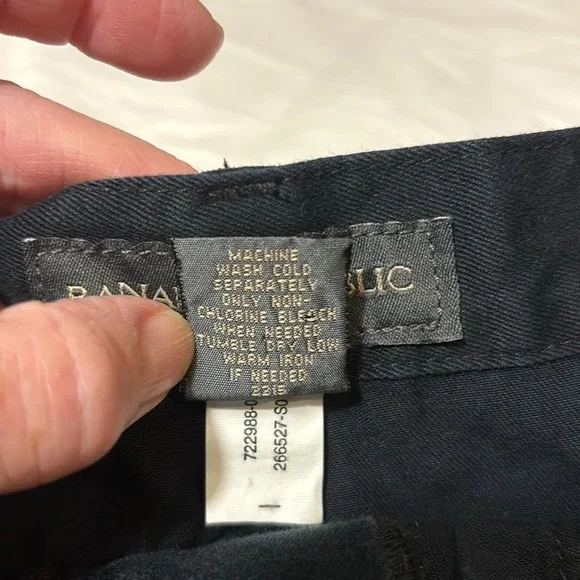 BANA
BLIC
MACHINE
WASH COLD
SEPARATELY
ONLY NON-
CHLORINE BLEACH
WHEN NEEDED
TUMBLE DRY LOW
WARM IRON
IF NEEDED
2315
722988-0
266527-S0